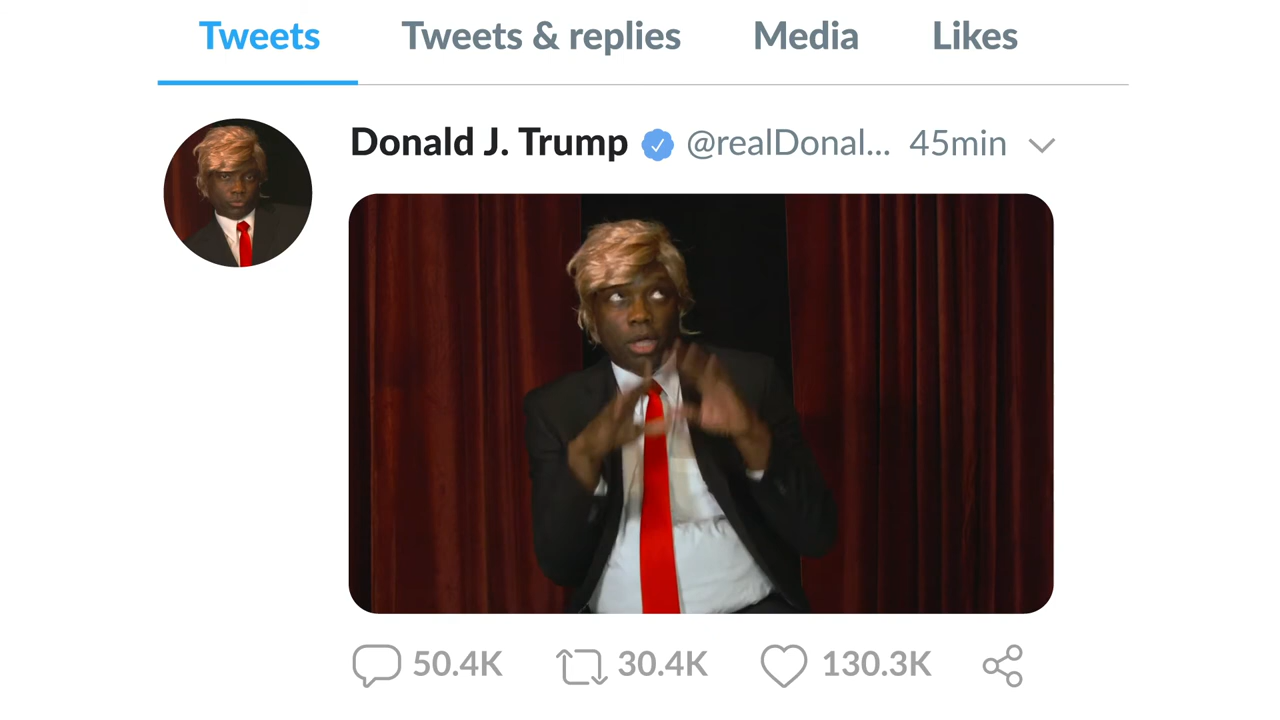 Tweets Tweets & replies Media Likes
Donald J. Trump @realDonal... 45min
50.4K 30.4K 130.3K